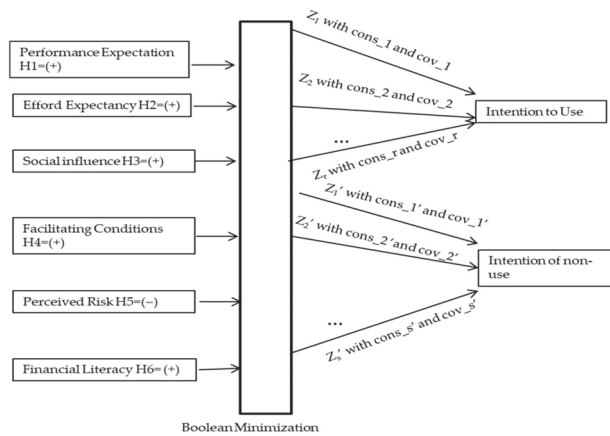 Performance Expectation
H1=(+)
Efford Expectancy H2=(+)
Social influence H3=(+)
Facilitating Conditions
H4=(+)
Perceived Risk H5=(−)
Financial Literacy H6=(+)
Boolean Minimization
Z1 with cons_1 and cov_1
Z2 with cons_2 and cov_2
...
Zr with cons_r and cov_r
Z1′ with cons_1′ and cov_1′
Z2′ with cons_2′ and cov_2′
...
Zs′ with cons_s′ and cov_s′
Intention to Use
Intention of non-
use